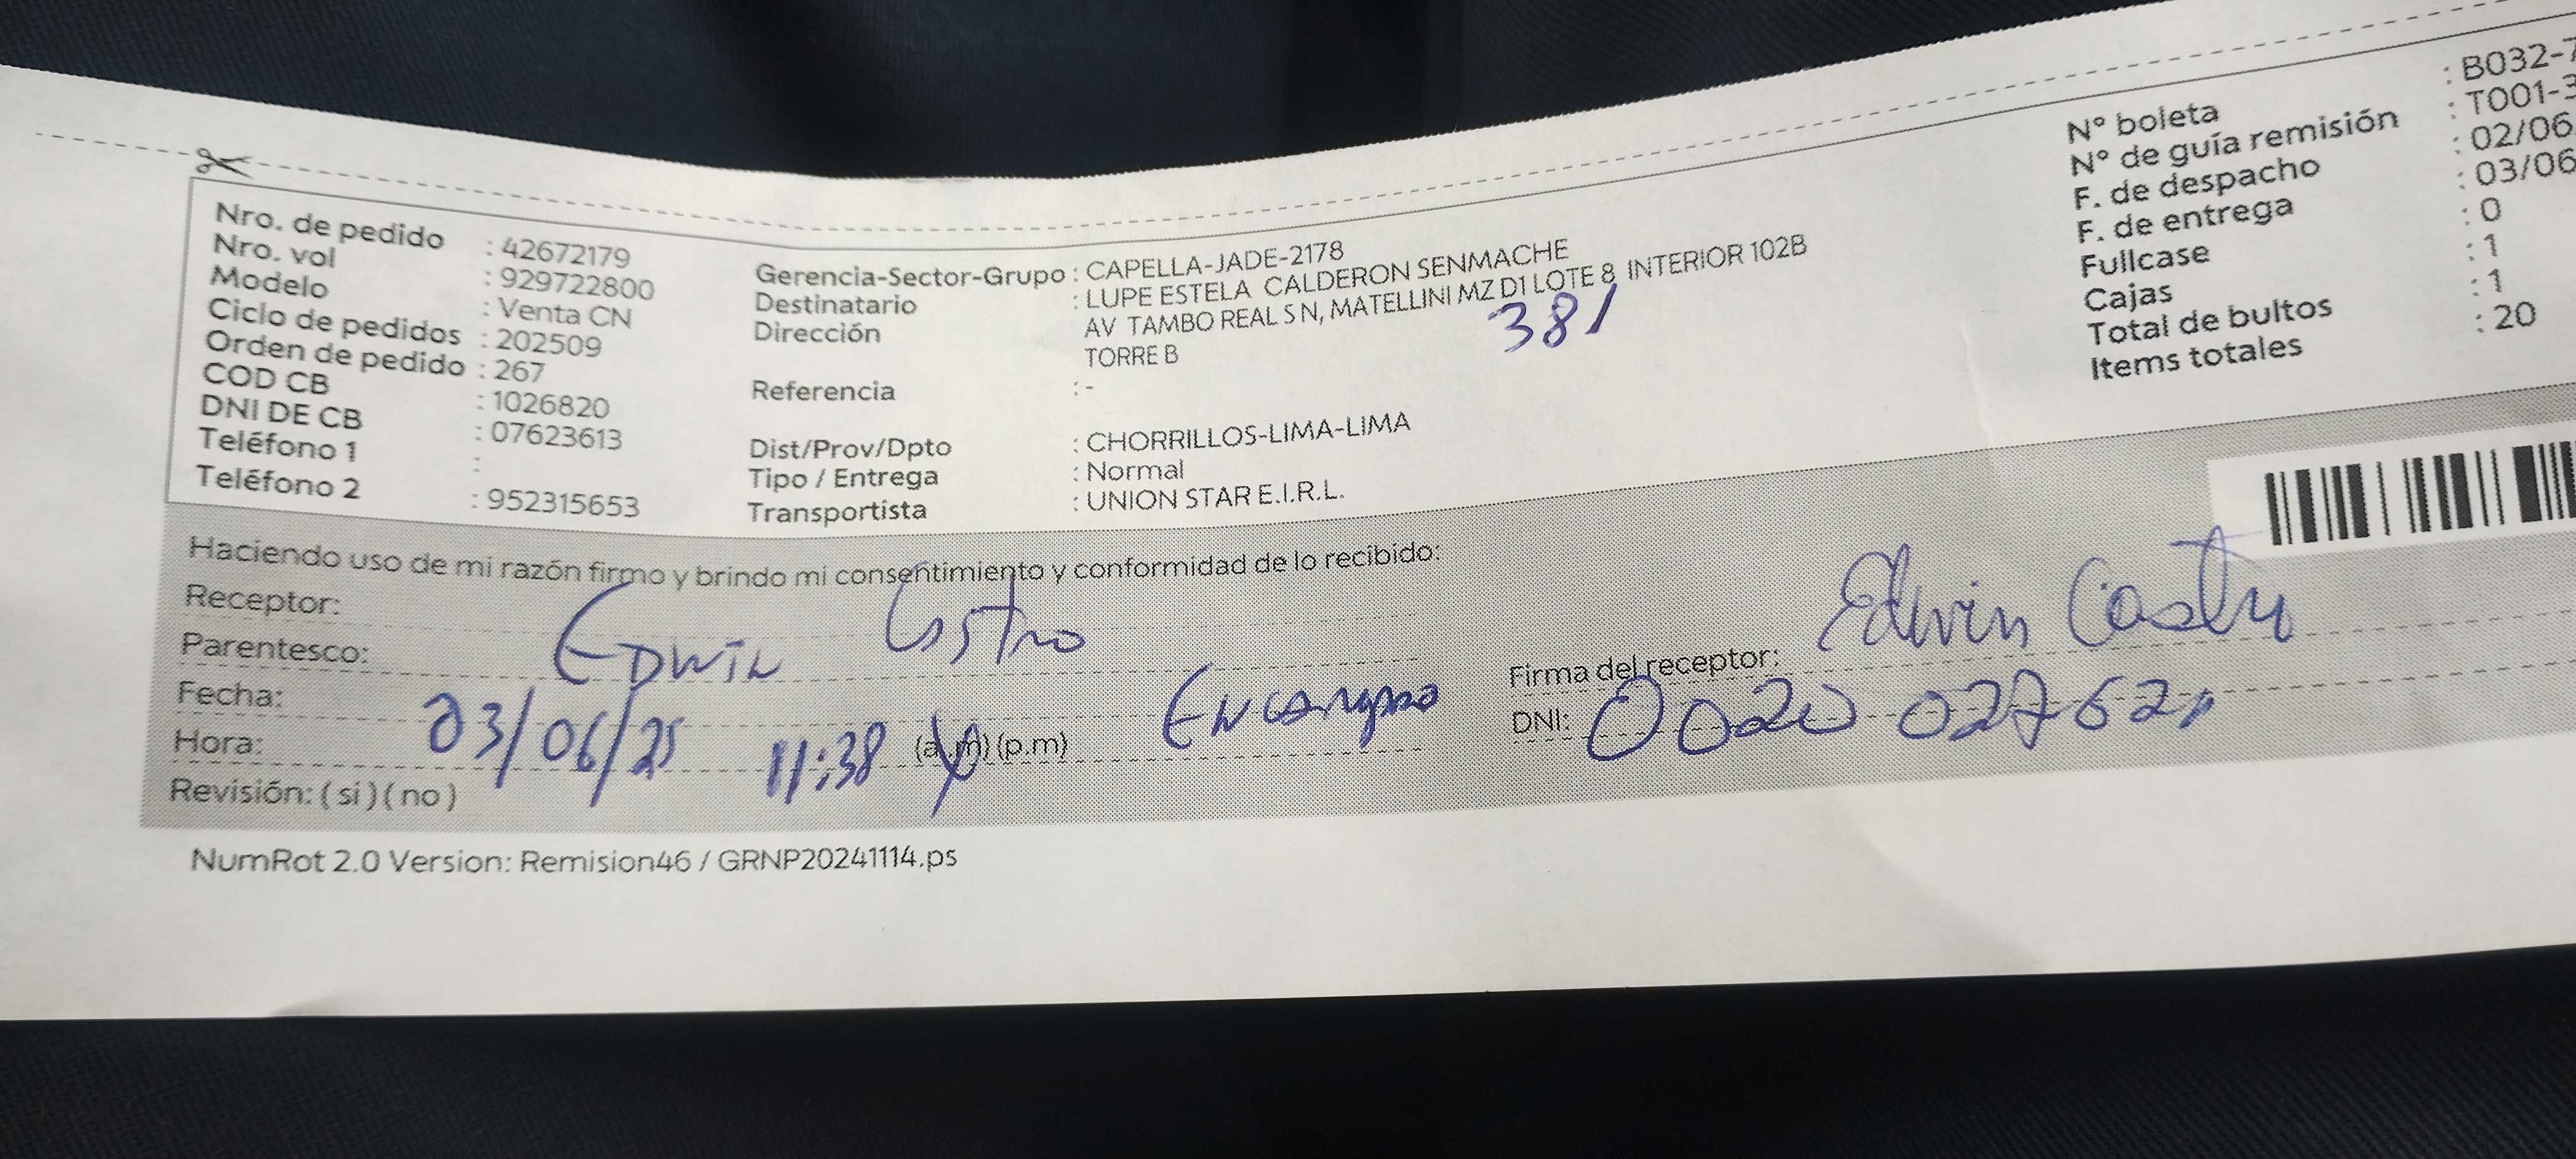 Nro. de pedido : 42672179
Nro. vol : 929722800
Modelo : Venta CN
Ciclo de pedidos : 202509
Orden de pedido : 267
COD CB : 1026820
DNI DE CB : 07623613
Teléfono 1 :
Teléfono 2 : 952315653
Gerencia-Sector-Grupo : CAPELLA-JADE-2178
Destinatario : LUPE ESTELA CALDERON SENMACHE
Dirección AV TAMBO REAL S N, MATELLINI MZ D1 LOTE 8 INTERIOR 102B
TORRE B
381
Referencia : -
Dist/Prov/Dpto : CHORRILLOS-LIMA-LIMA
Tipo / Entrega : Normal
Transportista : UNION STAR E.I.R.L.
N° boleta : B032-7
N° de guía remisión : T001-3
F. de despacho : 02/06
F. de entrega : 03/06
Fullcase : 0
Cajas : 1
Total de bultos : 1
Items totales : 20
Haciendo uso de mi razón firmo y brindo mi consentimiento y conformidad de lo recibido:
Receptor: EDWIN Castro
Parentesco:
Fecha: 03/06/25
Hora: 11:38 (a.m) (p.m)
Revisión: ( si ) ( no )
Firma del receptor: Edwin Castro
DNI: 0020
NumRot 2.0 Version: Remision46 / GRNP20241114.ps